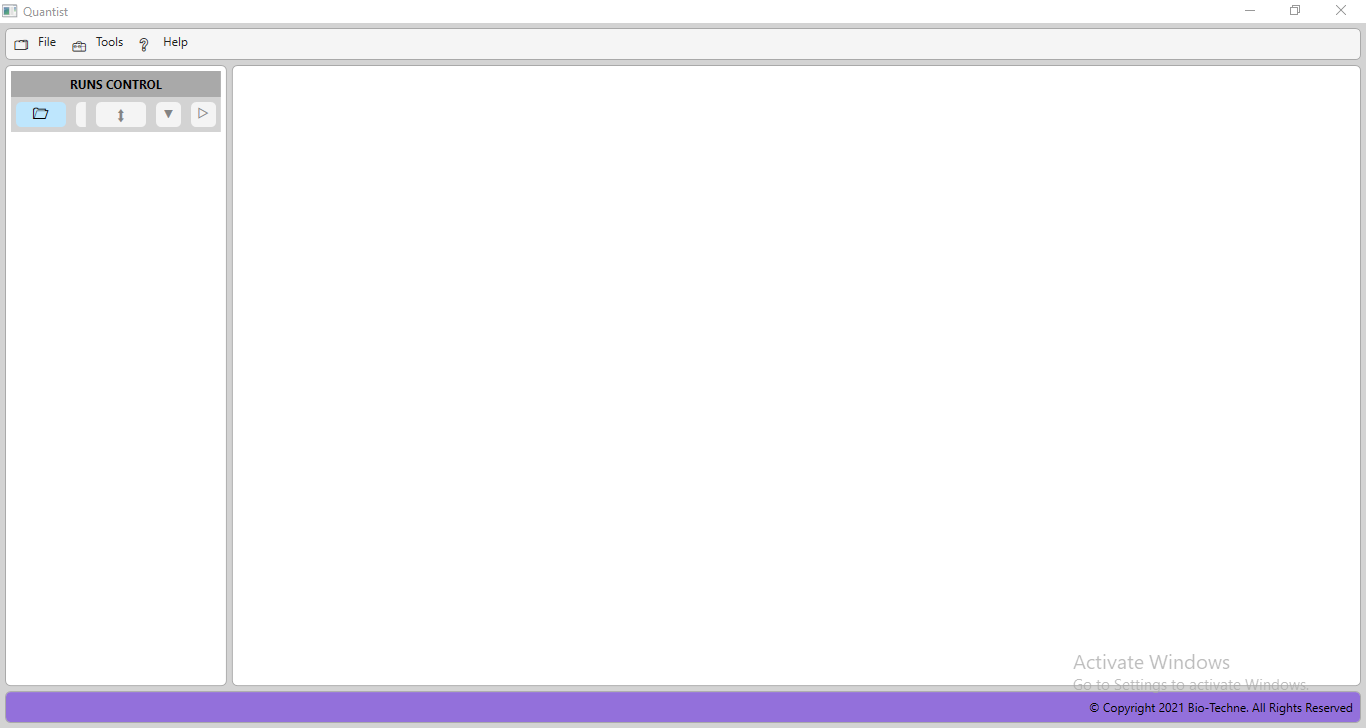 Quantist
File Tools Help
RUNS CONTROL
Activate Windows
Go to Settings to activate Windows.
© Copyright 2021 Bio-Techne. All Rights Reserved